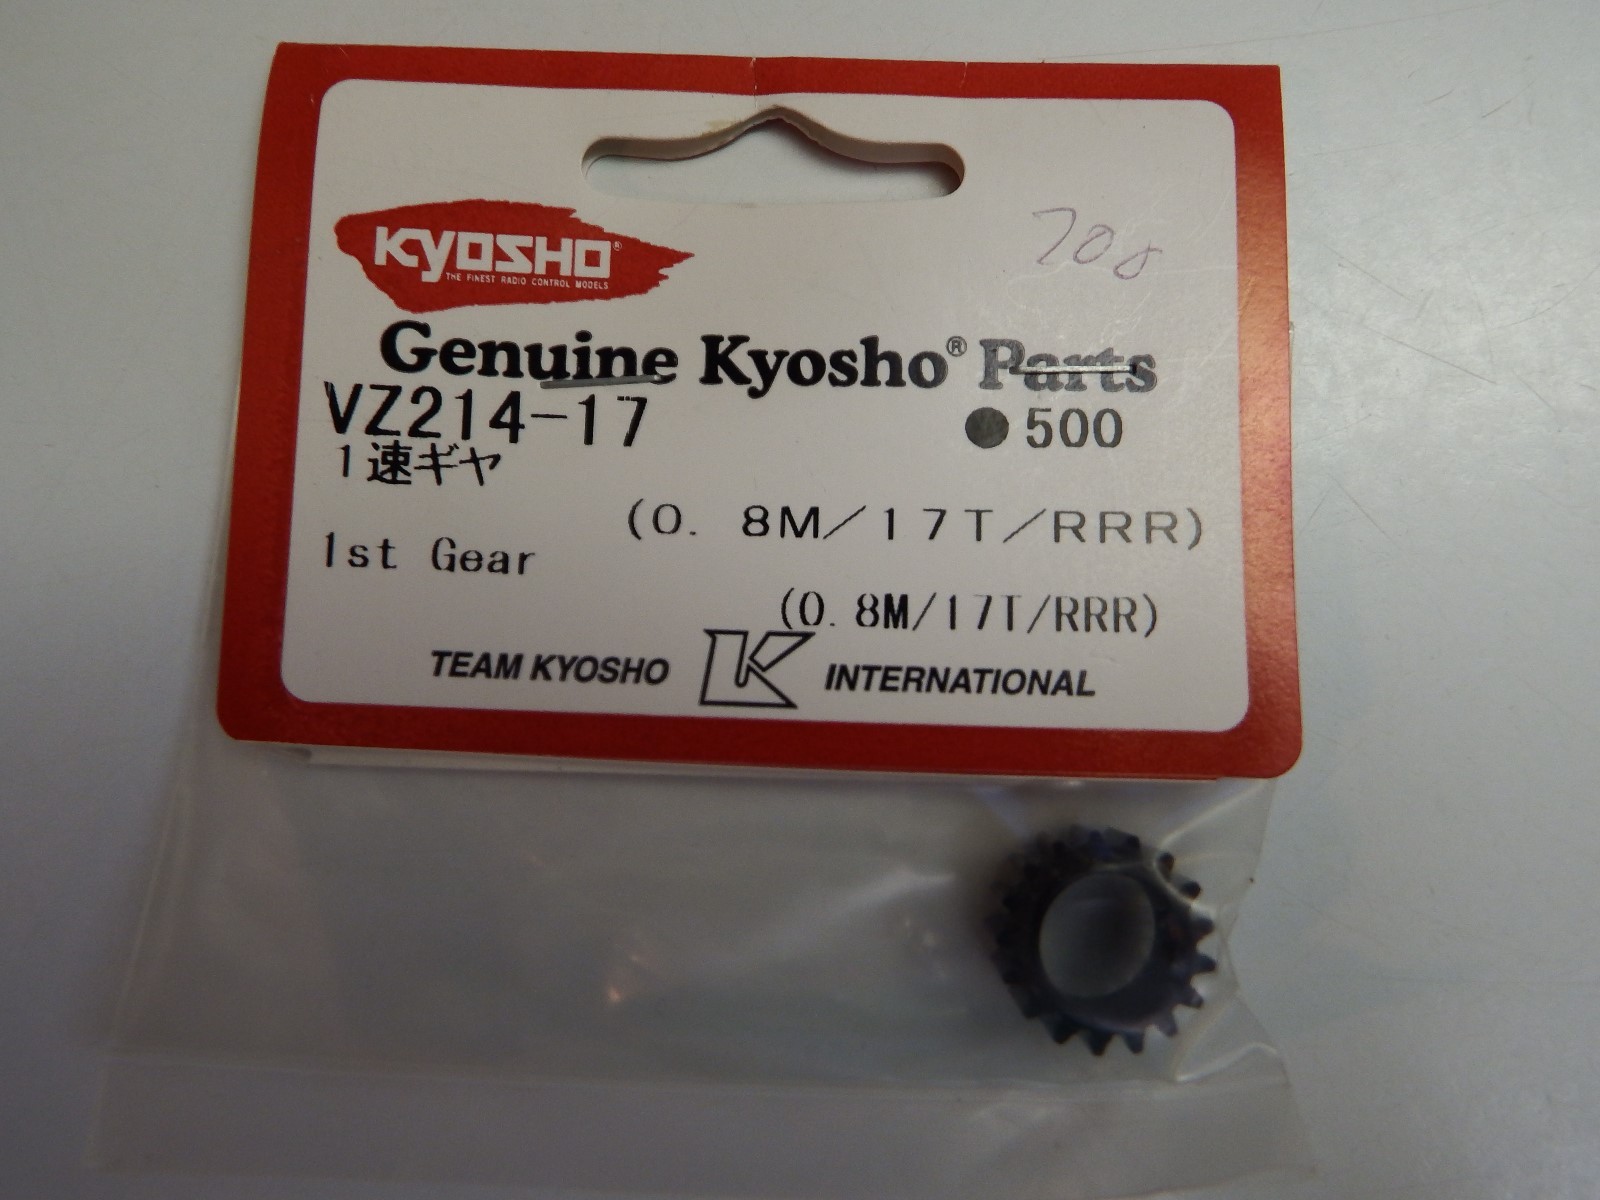 708
KYOSHO®
THE FINEST RADIO CONTROL MODELS
Genuine Kyosho® Parts
VZ214-17 ●500
1速ギヤ
(0. 8M/17T/RRR)
1st Gear
(0. 8M/17T/RRR)
TEAM KYOSHO K INTERNATIONAL